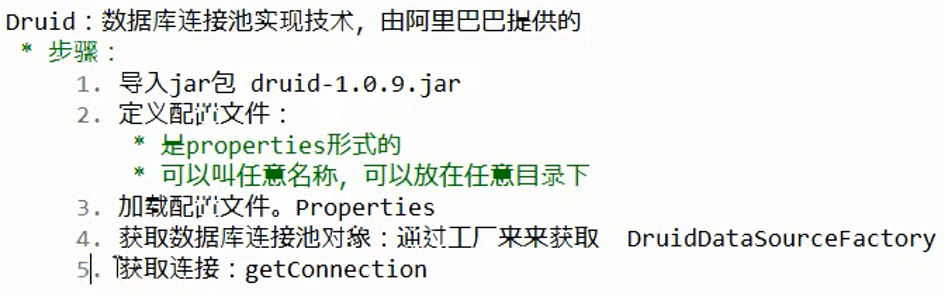 Druid：数据库连接池实现技术，由阿里巴巴提供的
* 步骤：
1. 导入jar包 druid-1.0.9.jar
2. 定义配置文件：
* 是properties形式的
* 可以叫任意名称，可以放在任意目录下
3. 加载配置文件。Properties
4. 获取数据库连接池对象：通过工厂来来获取  DruidDataSourceFactory
5. 获取连接：getConnection